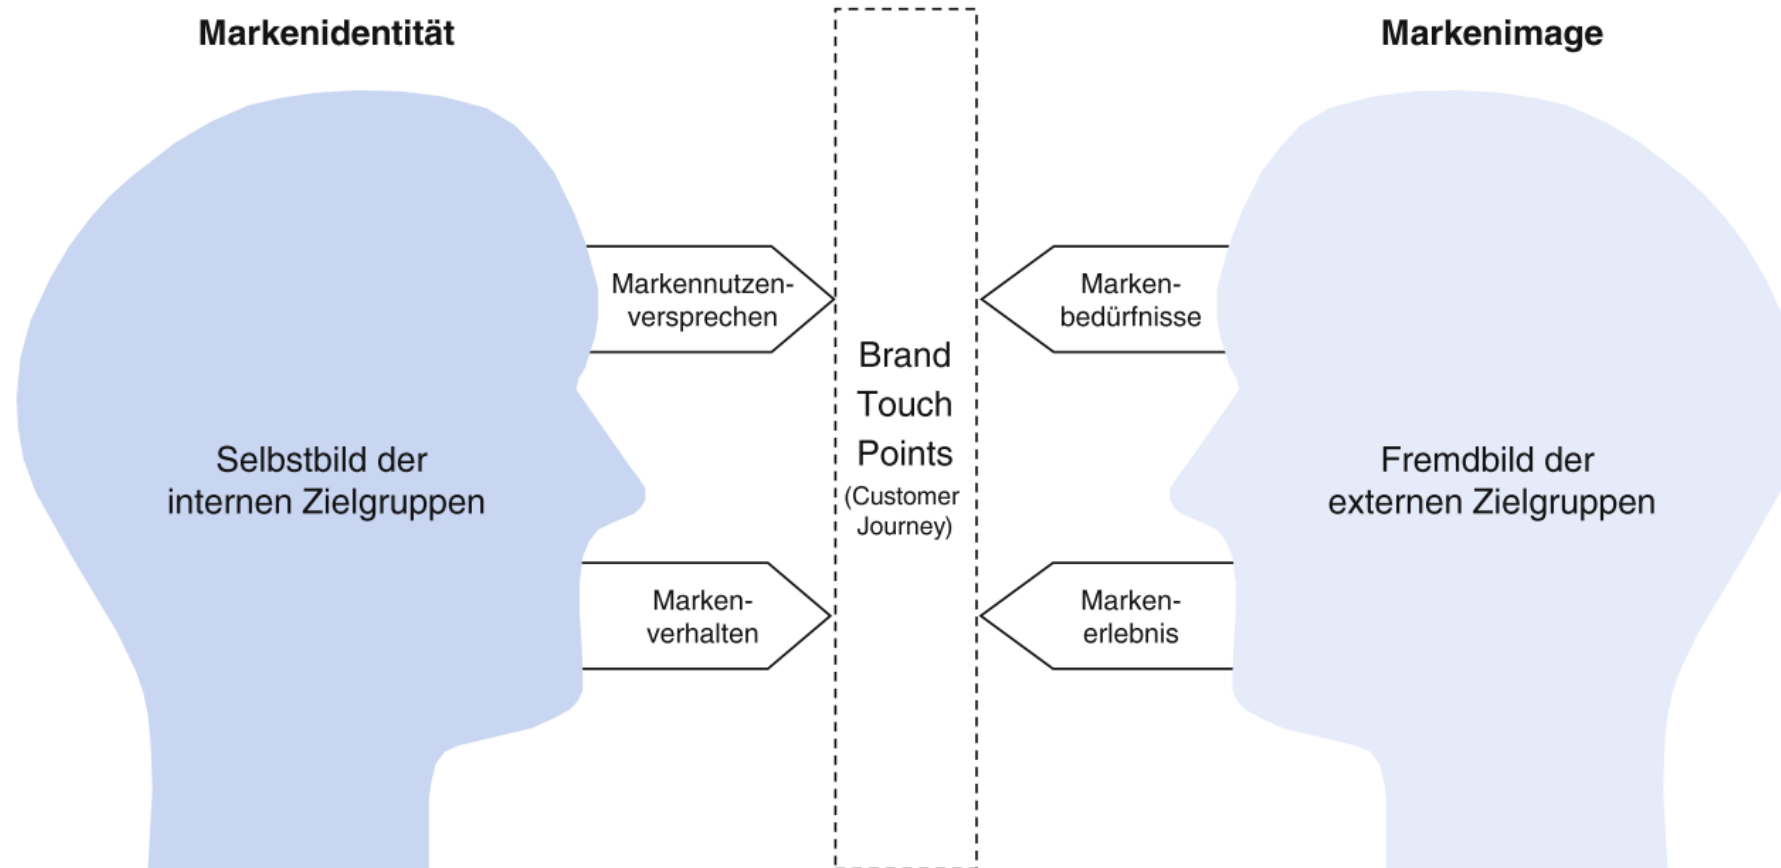 Markenidentität
Markenimage
Markennutzen-
versprechen
Marken-
bedürfnisse
Brand
Touch
Points
(Customer
Journey)
Selbstbild der
internen Zielgruppen
Fremdbild der
externen Zielgruppen
Marken-
verhalten
Marken-
erlebnis